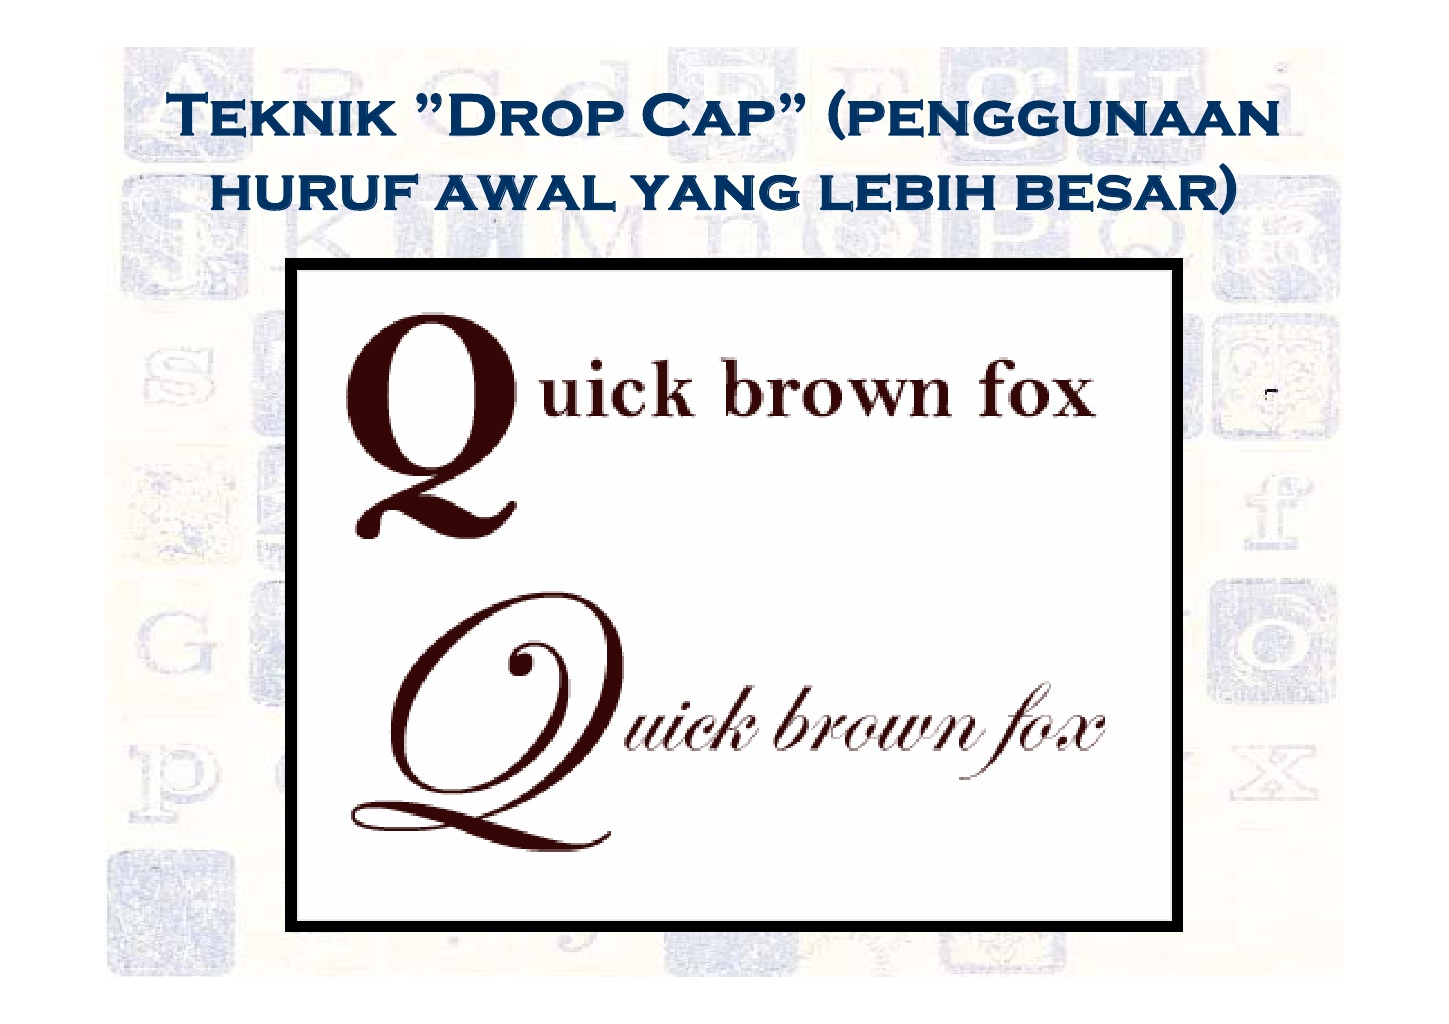 Teknik ”Drop Cap” (penggunaan
huruf awal yang lebih besar)
Quick brown fox
Quick brown fox